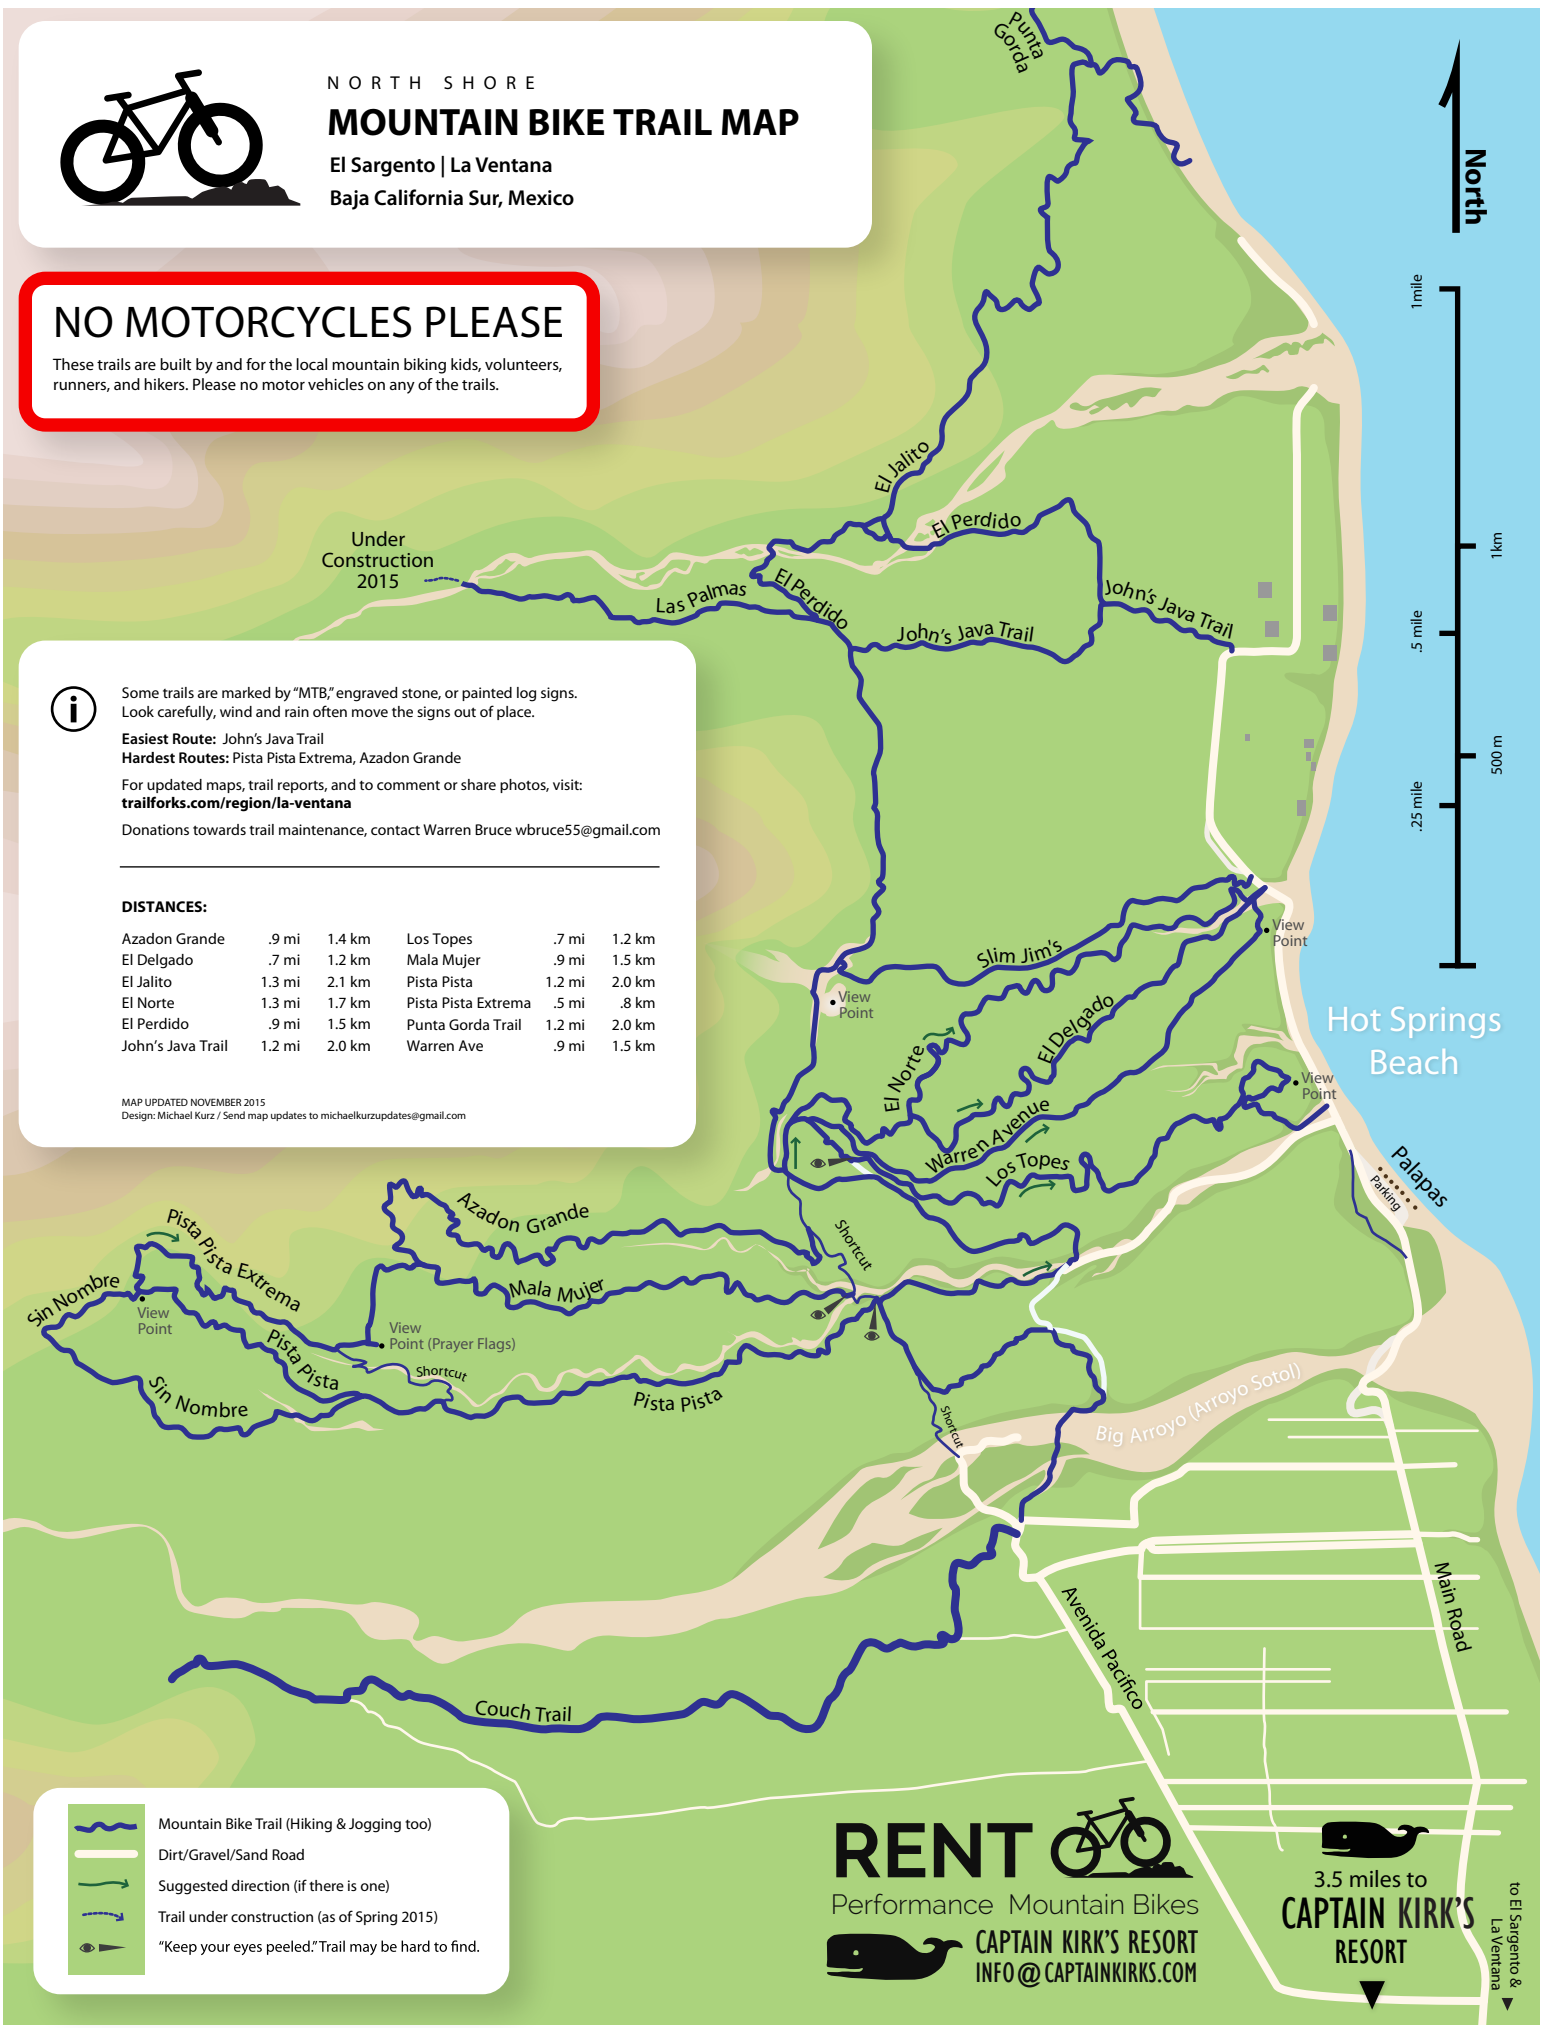 NORTH SHORE
MOUNTAIN BIKE TRAIL MAP
El Sargento | La Ventana
Baja California Sur, Mexico
NO MOTORCYCLES PLEASE
These trails are built by and for the local mountain biking kids, volunteers,
runners, and hikers. Please no motor vehicles on any of the trails.
Punta
Gorda
North
1 mile
1 km
.5 mile
500 m
.25 mile
El Jalito
El Perdido
Under
Construction
2015
Las Palmas
El Perdido
John's Java Trail
John's Java Trail
i
Some trails are marked by “MTB,” engraved stone, or painted log signs.
Look carefully, wind and rain often move the signs out of place.
Easiest Route: John's Java Trail
Hardest Routes: Pista Pista Extrema, Azadon Grande
For updated maps, trail reports, and to comment or share photos, visit:
trailforks.com/region/la-ventana
Donations towards trail maintenance, contact Warren Bruce wbruce55@gmail.com
DISTANCES:
Azadon Grande .9 mi 1.4 km Los Topes .7 mi 1.2 km
El Delgado .7 mi 1.2 km Mala Mujer .9 mi 1.5 km
El Jalito 1.3 mi 2.1 km Pista Pista 1.2 mi 2.0 km
El Norte 1.3 mi 1.7 km Pista Pista Extrema .5 mi .8 km
El Perdido .9 mi 1.5 km Punta Gorda Trail 1.2 mi 2.0 km
John's Java Trail 1.2 mi 2.0 km Warren Ave .9 mi 1.5 km
MAP UPDATED NOVEMBER 2015
Design: Michael Kurz / Send map updates to michaelkurzupdates@gmail.com
View
Point
Slim Jim's
View
Point
El Norte
El Delgado
Hot Springs
Beach
View
Point
Warren Avenue
Los Topes
Palapas
Parking
Azadon Grande
Shortcut
Pista Pista Extrema
Sin Nombre
View
Point
Mala Mujer
View
Point (Prayer Flags)
Pista Pista
Shortcut
Sin Nombre
Pista Pista
Shortcut
Big Arroyo (Arroyo Sotol)
Main Road
Avenida Pacifico
Couch Trail
Mountain Bike Trail (Hiking & Jogging too)
Dirt/Gravel/Sand Road
Suggested direction (if there is one)
Trail under construction (as of Spring 2015)
“Keep your eyes peeled.” Trail may be hard to find.
RENT
Performance Mountain Bikes
CAPTAIN KIRK'S RESORT
INFO@CAPTAINKIRKS.COM
3.5 miles to
CAPTAIN KIRK'S
RESORT
to El Sargento &
La Ventana